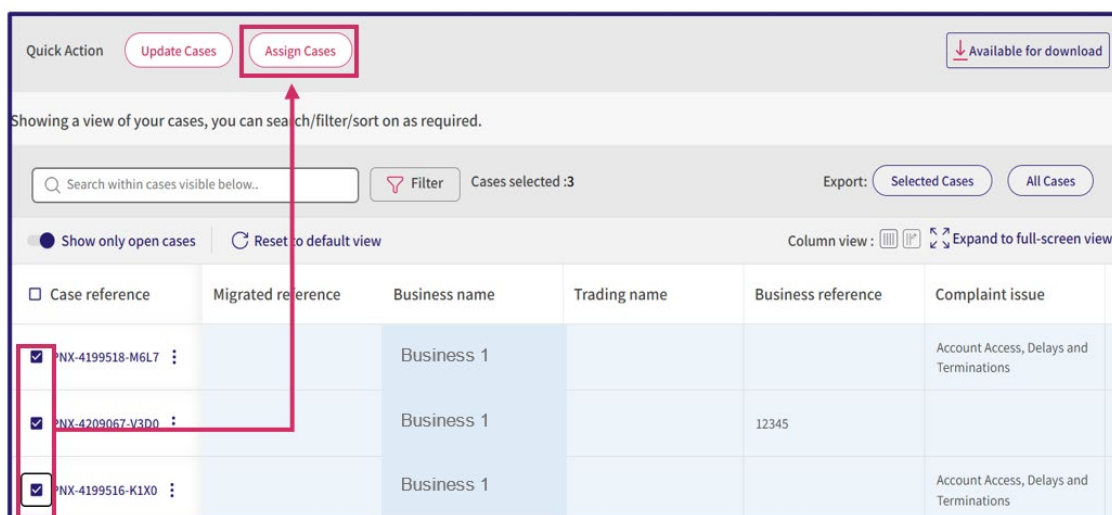 Quick Action Update Cases Assign Cases Available for download
Showing a view of your cases, you can search/filter/sort on as required.
Search within cases visible below.. Filter Cases selected :3 Export: Selected Cases All Cases
Show only open cases Reset to default view Column view : Expand to full-screen view
Case reference Migrated reference Business name Trading name Business reference Complaint issue
PNX-4199518-M6L7 Business 1 Account Access, Delays and
Terminations
PNX-4209067-V3D0 Business 1 12345
PNX-4199516-K1X0 Business 1 Account Access, Delays and
Terminations